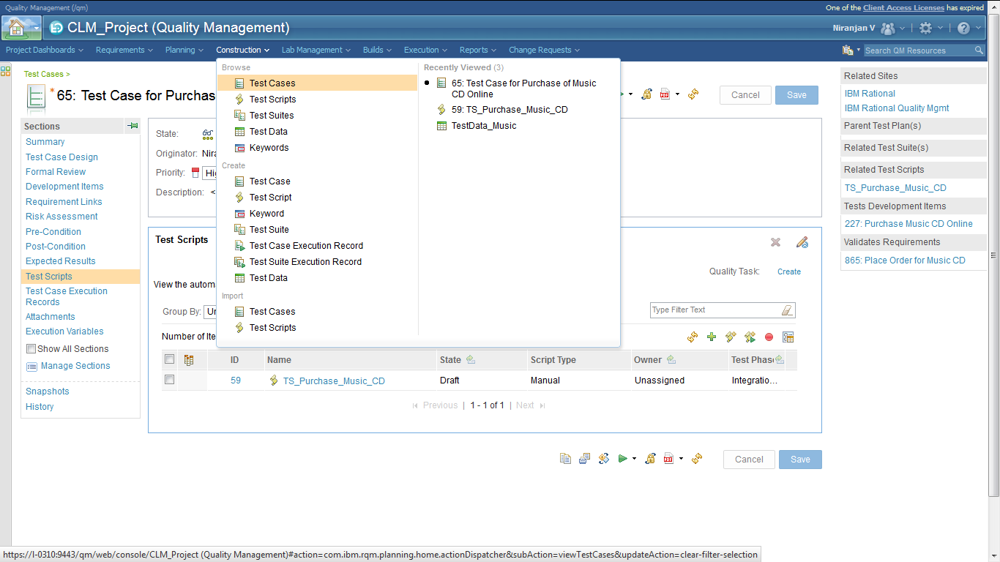 Quality Management (/qm)
One of the Client Access Licenses has expired
CLM_Project (Quality Management)
Niranjan V
Project Dashboards
Requirements
Planning
Construction
Lab Management
Builds
Execution
Reports
Change Requests
Search QM Resources
Test Cases >
*65: Test Case for Purchas
Cancel
Save
Sections
Summary
Test Case Design
Formal Review
Development Items
Requirement Links
Risk Assessment
Pre-Condition
Post-Condition
Expected Results
Test Scripts
Test Case Execution
Records
Attachments
Execution Variables
Show All Sections
Manage Sections
Snapshots
History
State:
Originator: Nira
Priority: Hi
Description: <
Browse
Test Cases
Test Scripts
Test Suites
Test Data
Keywords
Create
Test Case
Test Script
Keyword
Test Suite
Test Case Execution Record
Test Suite Execution Record
Test Data
Import
Test Cases
Test Scripts
Recently Viewed (3)
65: Test Case for Purchase of Music
CD Online
59: TS_Purchase_Music_CD
TestData_Music
Test Scripts
Quality Task: Create
View the autom
Group By: Un
Type Filter Text
Number of Ite
ID Name State Script Type Owner Test Phase
59 TS_Purchase_Music_CD Draft Manual Unassigned Integratio...
Previous | 1 - 1 of 1 | Next
PDF
Cancel
Save
Related Sites
IBM Rational
IBM Rational Quality Mgmt
Parent Test Plan(s)
Related Test Suite(s)
Related Test Scripts
TS_Purchase_Music_CD
Tests Development Items
227: Purchase Music CD Online
Validates Requirements
865: Place Order for Music CD
https://l-0310:9443/qm/web/console/CLM_Project (Quality Management)#action=com.ibm.rqm.planning.home.actionDispatcher&subAction=viewTestCases&updateAction=clear-filter-selection